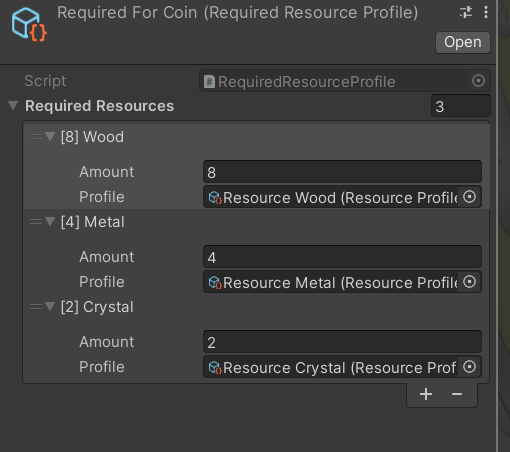 Required For Coin (Required Resource Profile)
Open
Script
RequiredResourceProfile
Required Resources
3
[8] Wood
Amount
8
Profile
Resource Wood (Resource Profile
[4] Metal
Amount
4
Profile
Resource Metal (Resource Profile
[2] Crystal
Amount
2
Profile
Resource Crystal (Resource Prof